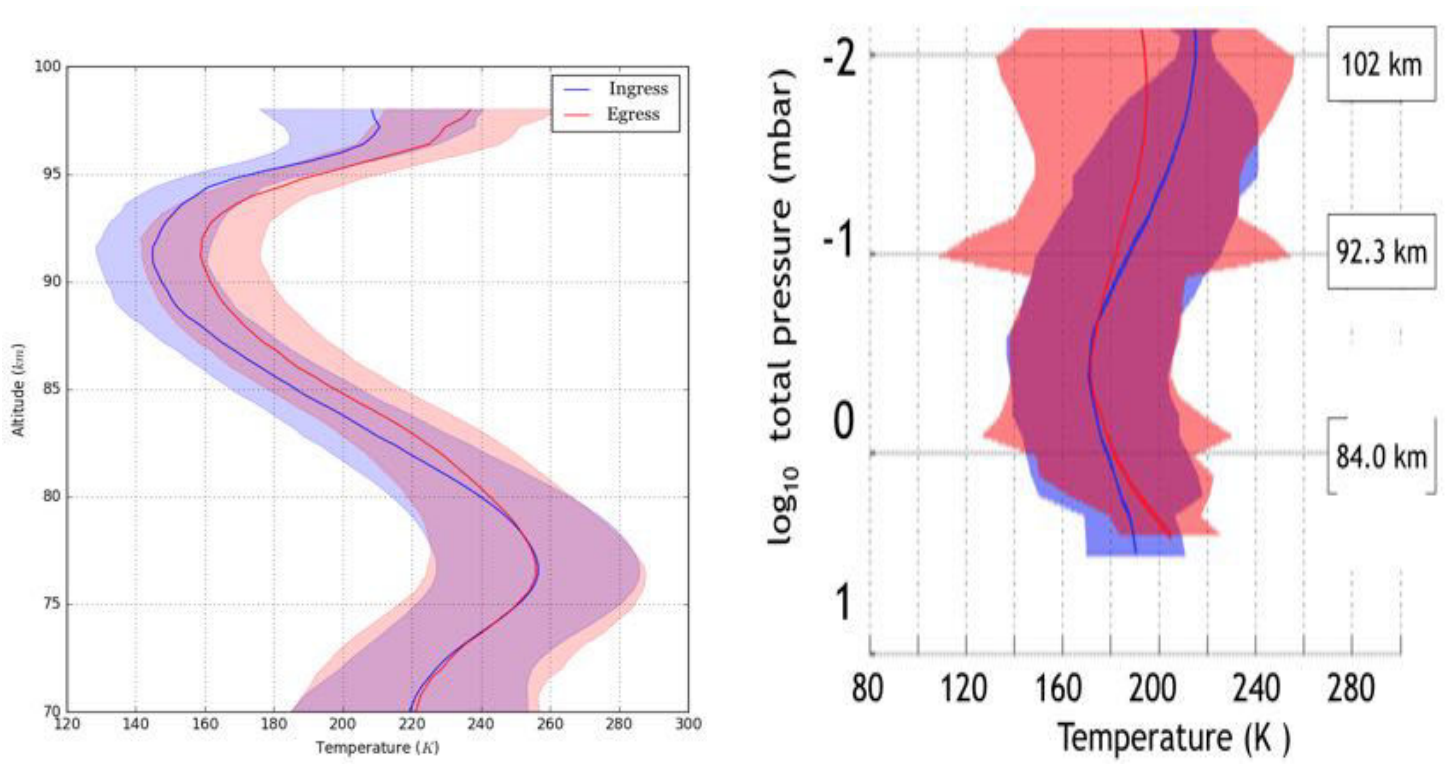 100
95
90
85
80
75
70
Altitude (km)
120 140 160 180 200 220 240 260 280 300
Temperature (K)
Ingress
Egress
-2
-1
0
1
log10 total pressure (mbar)
80 120 160 200 240 280
Temperature (K )
102 km
92.3 km
84.0 km